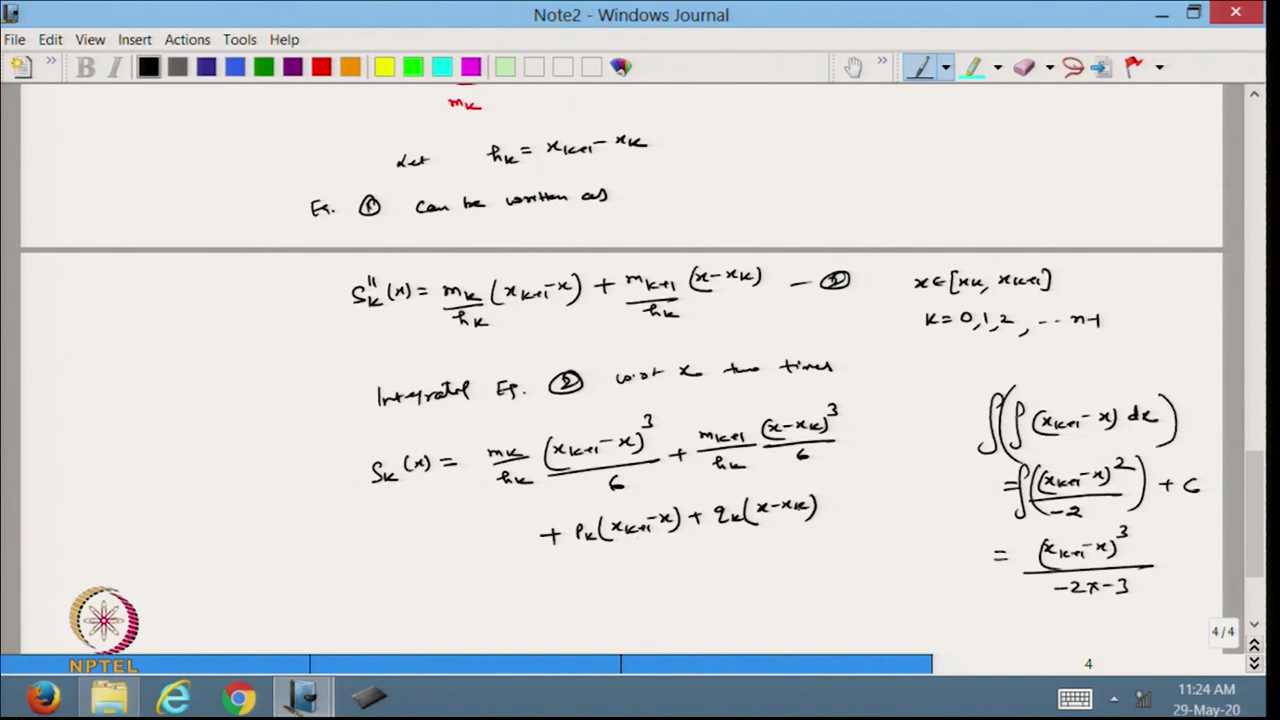 Note2 - Windows Journal
File Edit View Insert Actions Tools Help
m_k
Let h_k = x_{k+1} - x_k
Eq. ① can be written as
S_k''(x) = m_k/h_k (x_{k+1} - x) + m_{k+1}/h_k (x - x_k) — ② x ∈ [x_k, x_{k+1}]
k = 0, 1, 2, ... n-1
Integrated Eq. ② w.r.t x two times
∫(∫(x_{k+1} - x) dx)
S_k(x) = m_k/h_k (x_{k+1} - x)^3/6 + m_{k+1}/h_k (x - x_k)^3/6
= ∫((x_{k+1} - x)^2/-2) + C
+ p_k(x_{k+1} - x) + q_k(x - x_k)
= (x_{k+1} - x)^3/-2x-3
4/4
NPTEL
4
11:24 AM
29-May-20